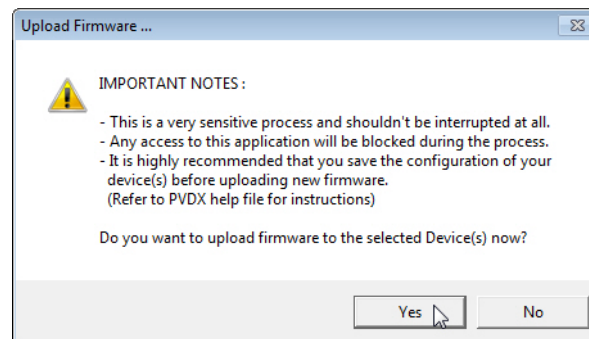 Upload Firmware ...
IMPORTANT NOTES :
- This is a very sensitive process and shouldn't be interrupted at all.
- Any access to this application will be blocked during the process.
- It is highly recommended that you save the configuration of your
device(s) before uploading new firmware.
(Refer to PVDX help file for instructions)
Do you want to upload firmware to the selected Device(s) now?
Yes
No